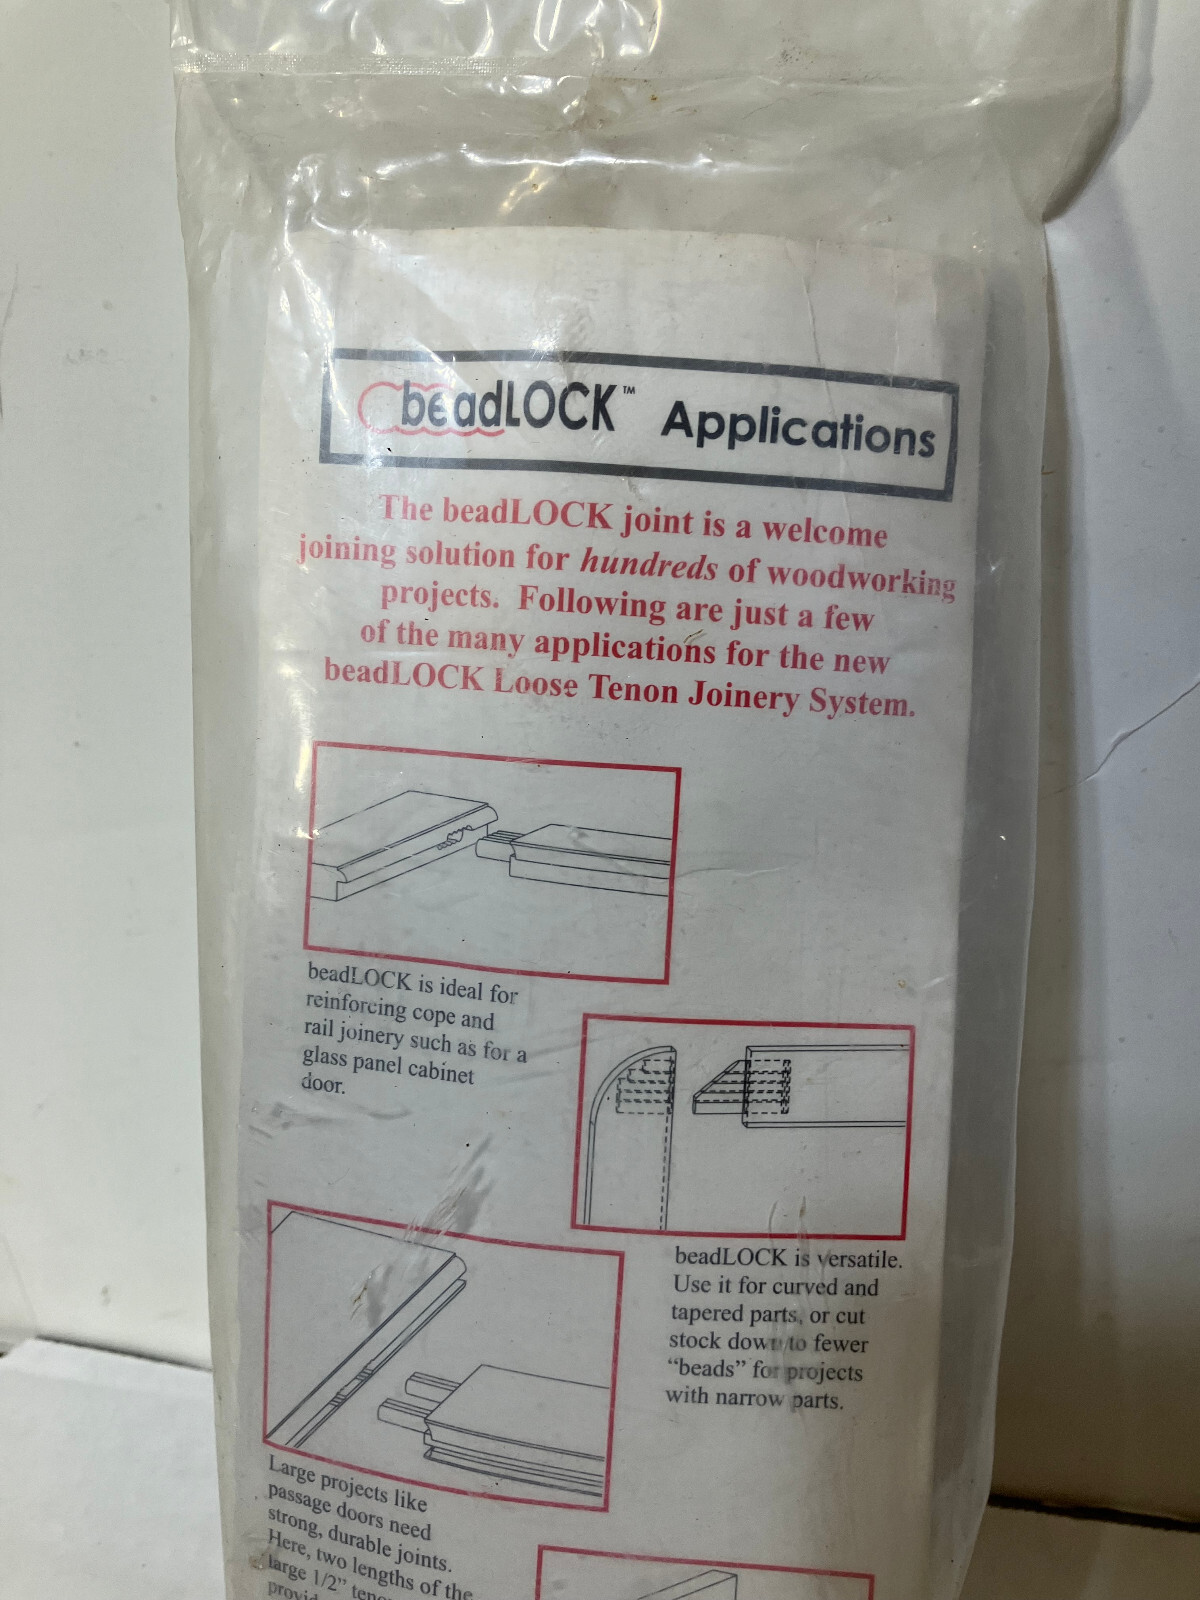 beadLOCK™ Applications
The beadLOCK joint is a welcome
joining solution for hundreds of woodworking
projects. Following are just a few
of the many applications for the new
beadLOCK Loose Tenon Joinery System.
beadLOCK is ideal for
reinforcing cope and
rail joinery such as for a
glass panel cabinet
door.
beadLOCK is versatile.
Use it for curved and
tapered parts, or cut
stock down to fewer
“beads” for projects
with narrow parts.
Large projects like
passage doors need
strong, durable joints.
Here, two lengths of the
large 1/2”